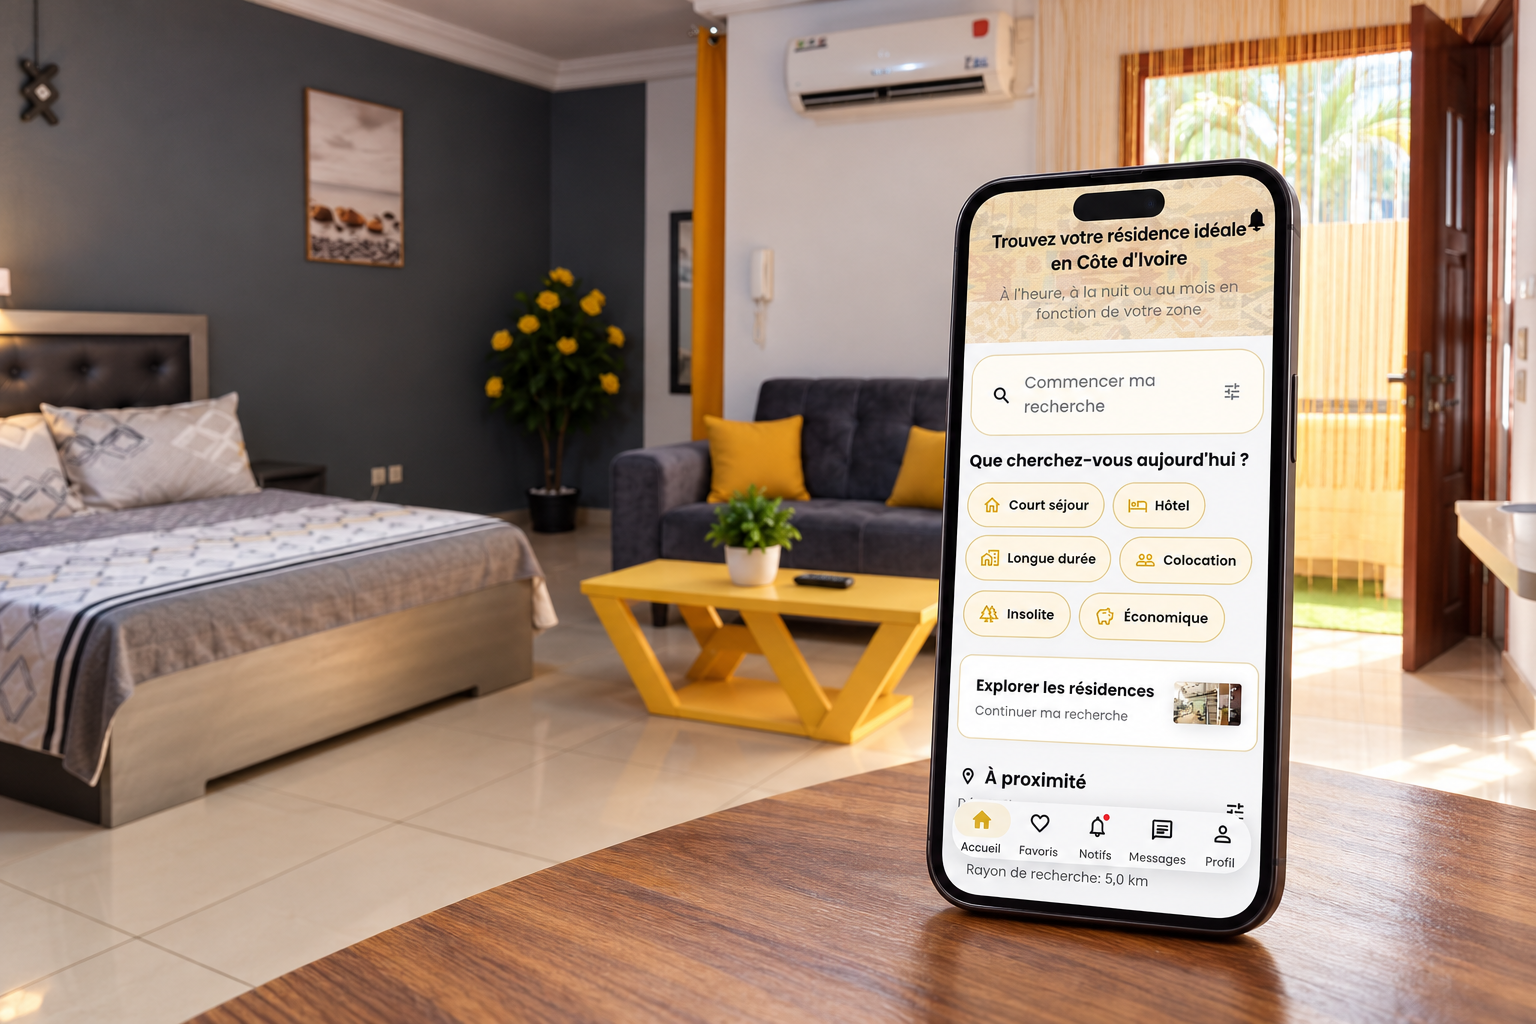 Trouvez votre résidence idéale
en Côte d'Ivoire
À l'heure, à la nuit ou au mois en
fonction de votre zone
Commencer ma
recherche
Que cherchez-vous aujourd'hui ?
Court séjour
Hôtel
Longue durée
Colocation
Insolite
Économique
Explorer les résidences
Continuer ma recherche
À proximité
Accueil
Favoris
Notifs
Messages
Profil
Rayon de recherche: 5,0 km